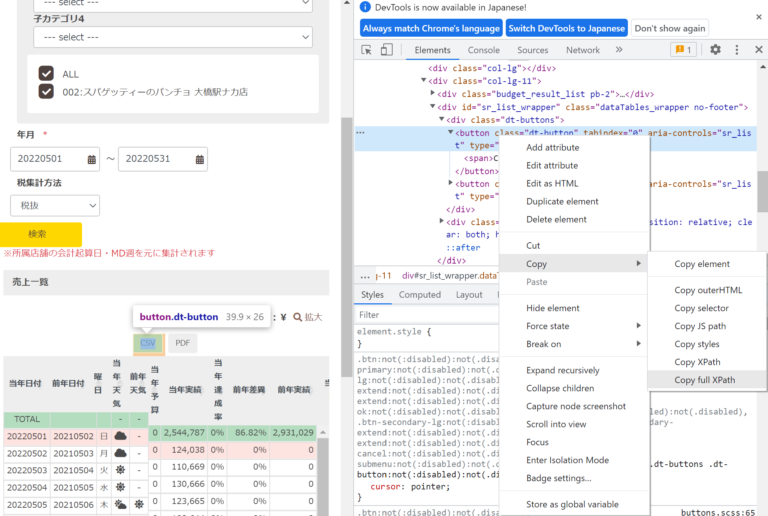 --- select ---
子カテゴリ4
--- select ---
ALL
002:スパゲッティーのパンチョ 大橋駅ナカ店
年月 *
20220501 ～ 20220531
税集計方法
税抜
検索
※所属店舗の会計起算日・MD週を元に集計されます
売上一覧
button.dt-button 39.9 × 26
: ¥ 拡大
CSV PDF
当年日付 前年日付 曜日 当年天気 前年天気 当年予算 当年実績 当年達成率 前年差異 前年実績
TOTAL - - 0 2,544,787 0% 86.82% 2,931,029
20220501 20210502 日 - 0 124,038 0% 0% 0
20220502 20210503 月 - 0 110,669 0% 0% 0
20220503 20210504 火 - 0 130,666 0% 0% 0
20220504 20210505 水 - 0 123,665 0% 0% 0
20220505 20210506 木 -
DevTools is now available in Japanese!
Always match Chrome's language Switch DevTools to Japanese Don't show again
Elements Console Sources Network » 1
<div class="col-lg"></div>
<div class="col-lg-11">
<div class="budget_result_list pb-2">…</div>
<div id="sr_list_wrapper" class="dataTables_wrapper no-footer">
<div class="dt-buttons">
… <button class="dt-button" tabindex="0" aria-controls="sr_lis
t" type="
<span>C
</button>
<button c aria-controls="sr_lis
t" type="
</div>
<div clas sition: relative; cle
ar: both; h
::after
</div>
… g-11 div#sr_list_wrapper.dataT
Styles Computed Layout
Filter
element.style {
}
.btn:not(:disabled):not(.disa
primary:not(:disabled):not(.d
lg:not(:disabled):not(.disabl
extend:not(:disabled):not(.di
extend:not(:disabled):not(.di
ok:not(:disabled):not(.disabl
.btn-secondary-lg:not(:disabl
extend:not(:disabled):not(.di
extend:not(:disabled):not(.di
cancel:not(:disabled):not(.di
submenu:not(:disabled):not(.d
button:not(:disabled):not(.di
cursor: pointer;
}
.btn:not(:disabled):not(.disa
buttons.scss:65
Add attribute
Edit attribute
Edit as HTML
Duplicate element
Delete element
Cut
Copy
Paste
Hide element
Force state
Break on
Expand recursively
Collapse children
Capture node screenshot
Scroll into view
Focus
Enter Isolation Mode
Badge settings...
Store as global variable
Copy element
Copy outerHTML
Copy selector
Copy JS path
Copy styles
Copy XPath
Copy full XPath